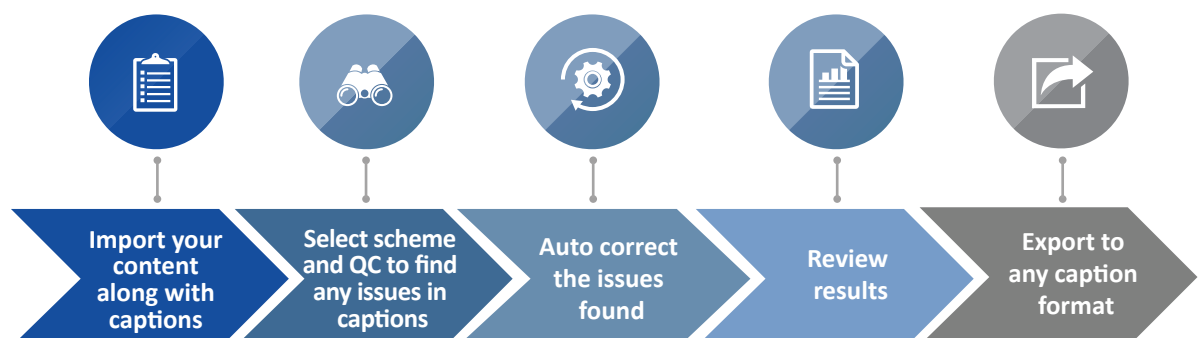 Import your
content
along with
captions
Select scheme
and QC to find
any issues in
captions
Auto correct
the issues
found
Review
results
Export to
any caption
format